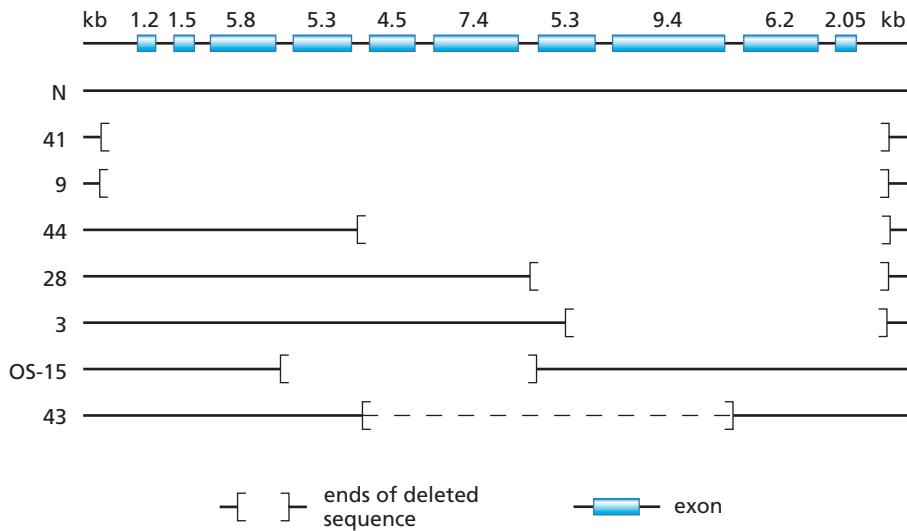 kb 1.2 1.5 5.8 5.3 4.5 7.4 5.3 9.4 6.2 2.05 kb
N
41
9
44
28
3
OS-15
43
ends of deleted
sequence
exon